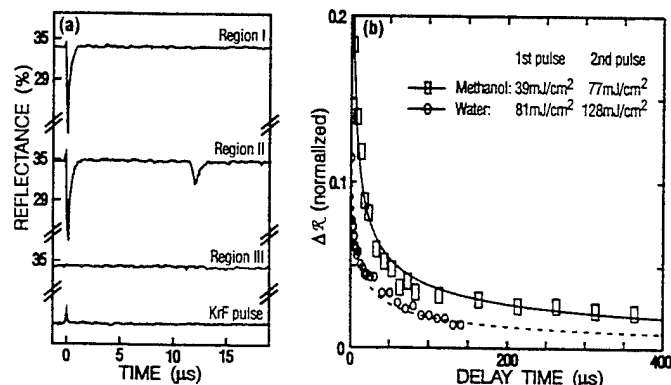 (a)
35
Region I
29
REFLECTANCE (%)
35
Region II
29
35
Region III
KrF pulse
0
5
10
15
TIME (μs)
(b)
1st pulse 2nd pulse
Methanol: 39mJ/cm² 77mJ/cm²
Water: 81mJ/cm² 128mJ/cm²
0.2
0.1
0
ΔR (normalized)
0
200
400
DELAY TIME (μs)